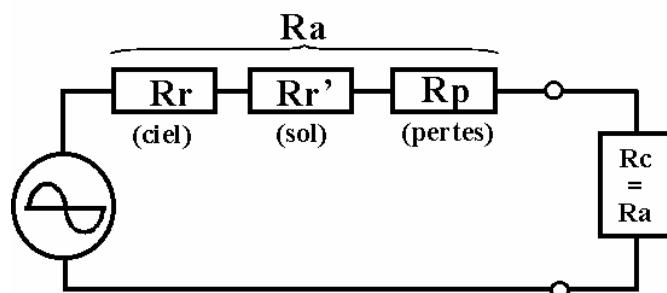 Ra
Rr Rr' Rp
(ciel) (sol) (pertes)
Rc
=
Ra